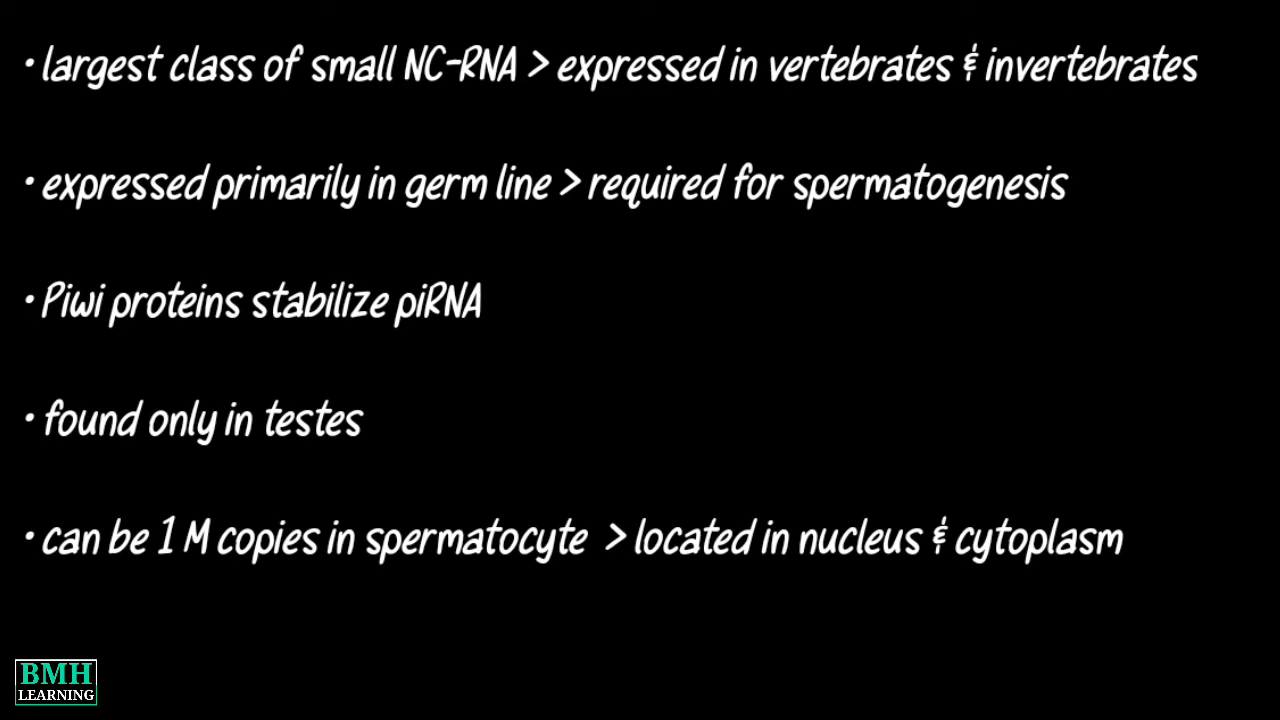 • largest class of small NC-RNA > expressed in vertebrates & invertebrates
• expressed primarily in germ line > required for spermatogenesis
• Piwi proteins stabilize piRNA
• found only in testes
• can be 1 M copies in spermatocyte > located in nucleus & cytoplasm
BMH
LEARNING